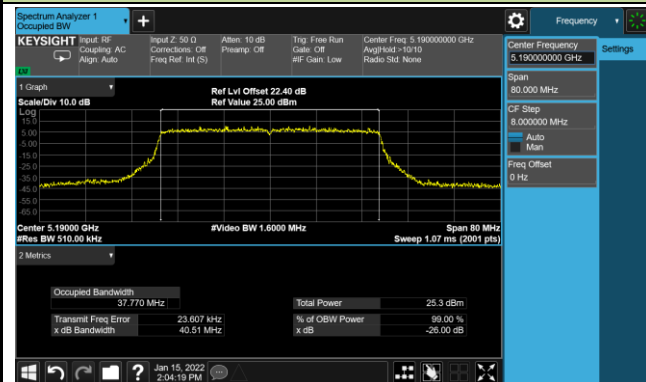 Spectrum Analyzer 1
Occupied BW
+
Frequency
KEYSIGHT
Input: RF
Coupling: AC
Align: Auto
Input Z: 50 Ω
Corrections: Off
Freq Ref: Int (S)
Atten: 10 dB
Preamp: Off
Trig: Free Run
Gate: Off
#IF Gain: Low
Center Freq: 5.190000000 GHz
Avg|Hold:>10/10
Radio Std: None
Center Frequency
5.190000000 GHz
Settings
Span
80.000 MHz
CF Step
8.000000 MHz
Auto
Man
Freq Offset
0 Hz
1 Graph
Scale/Div 10.0 dB
Ref Lvl Offset 22.40 dB
Ref Value 25.00 dBm
Log
15.0
5.00
-5.00
-15.0
-25.0
-35.0
-45.0
-55.0
-65.0
Center 5.19000 GHz
#Res BW 510.00 kHz
#Video BW 1.6000 MHz
Span 80 MHz
Sweep 1.07 ms (2001 pts)
2 Metrics
Occupied Bandwidth
37.770 MHz
Transmit Freq Error 23.607 kHz
x dB Bandwidth 40.51 MHz
Total Power 25.3 dBm
% of OBW Power 99.00 %
x dB -26.00 dB
?
Jan 15, 2022
2:04:19 PM